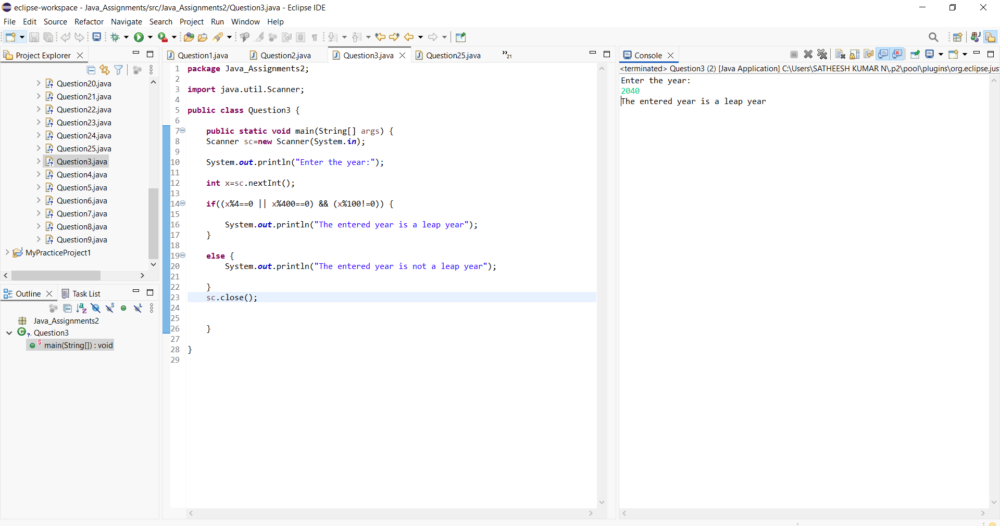 eclipse-workspace - Java_Assignments/src/Java_Assignments2/Question3.java - Eclipse IDE
File Edit Source Refactor Navigate Search Project Run Window Help
Project Explorer
Question20.java
Question21.java
Question22.java
Question23.java
Question24.java
Question25.java
Question3.java
Question4.java
Question5.java
Question6.java
Question7.java
Question8.java
Question9.java
MyPracticeProject1
Outline Task List
Java_Assignments2
Question3
main(String[]) : void
Question1.java Question2.java Question3.java Question25.java »21
1 package Java_Assignments2;
2
3 import java.util.Scanner;
4
5 public class Question3 {
6
7 public static void main(String[] args) {
8 Scanner sc=new Scanner(System.in);
9
10 System.out.println("Enter the year:");
11
12 int x=sc.nextInt();
13
14 if((x%4==0 || x%400==0) && (x%100!=0)) {
15
16 System.out.println("The entered year is a leap year");
17 }
18
19 else {
20 System.out.println("The entered year is not a leap year");
21
22 }
23 sc.close();
24
25
26 }
27
28 }
29
Console
<terminated> Question3 (2) [Java Application] C:\Users\SATHEESH KUMAR N\.p2\pool\plugins\org.eclipse.jus
Enter the year:
2040
The entered year is a leap year